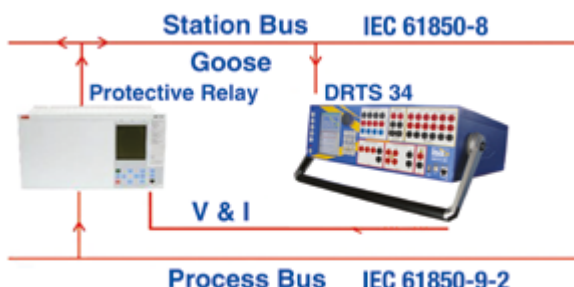 Station Bus IEC 61850-8
Goose
Protective Relay DRTS 34
V & I
Process Bus IEC 61850-9-2